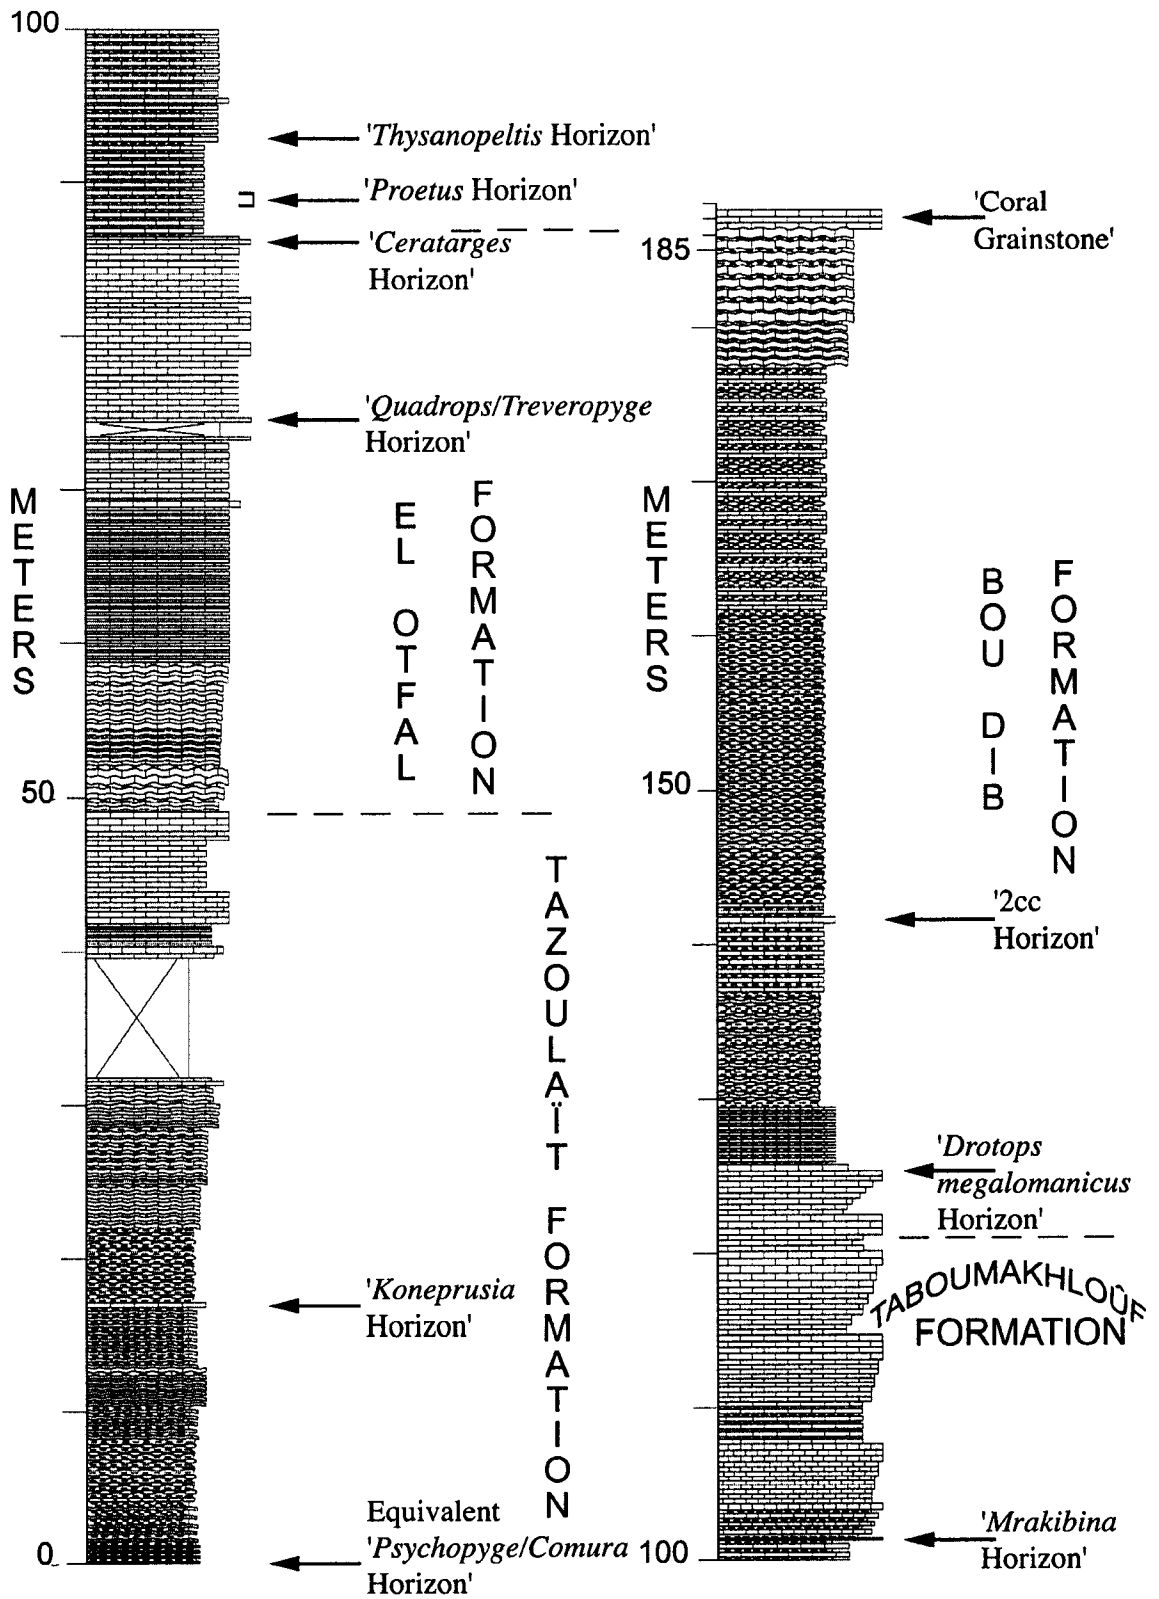 100
'Thysanopeltis Horizon'
'Proetus Horizon'
'Ceratarges
Horizon'
'Quadrops/Treveropyge
Horizon'
METERS
EL OTFAL
FORMATION
50
TAZOULAÏT FORMATION
'Koneprusia
Horizon'
Equivalent
'Psychopyge/Comura
Horizon'
0
'Coral
Grainstone'
185
METERS
BOU DIB
FORMATION
150
'2cc
Horizon'
'Drotops
megalomanicus
Horizon'
TABOUMAKHLOÛF
FORMATION
'Mrakibina
Horizon'
100